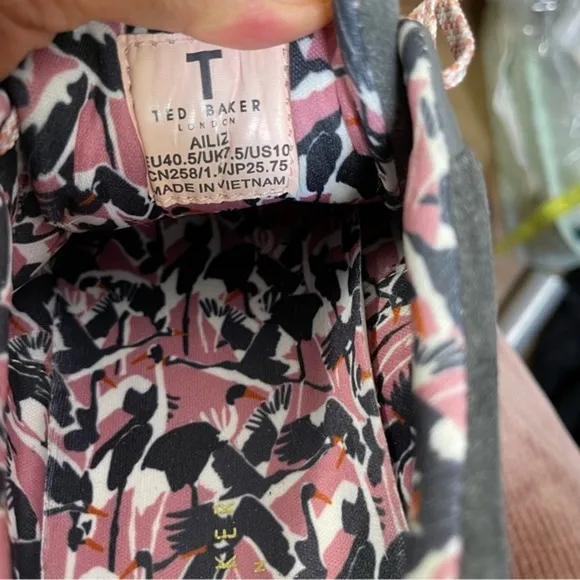 T
TED BAKER
LONDON
AILIZ
EU40.5/UK7.5/US10
CN258/1.5/JP25.75
MADE IN VIETNAM